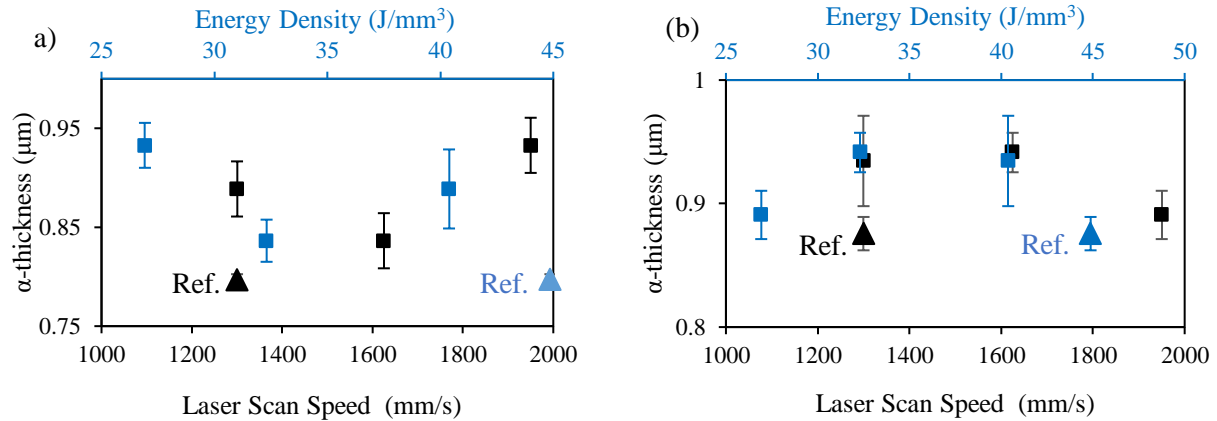 a)
Energy Density (J/mm³)
25 30 35 40 45
α-thickness (μm)
0.95
0.85
0.75
Ref.
Ref.
1000 1200 1400 1600 1800 2000
Laser Scan Speed (mm/s)
(b)
Energy Density (J/mm³)
25 30 35 40 45 50
α-thickness (μm)
1
0.9
0.8
Ref.
Ref.
1000 1200 1400 1600 1800 2000
Laser Scan Speed (mm/s)